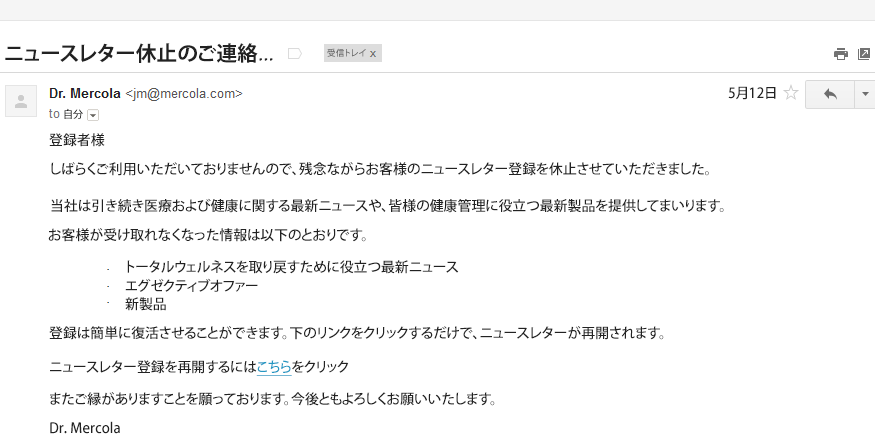 ニュースレター休止のご連絡...
受信トレイ x
Dr. Mercola <jm@mercola.com>
5月12日
to 自分
登録者様
しばらくご利用いただいておりませんので、残念ながらお客様のニュースレター登録を休止させていただきました。
当社は引き続き医療および健康に関する最新ニュースや、皆様の健康管理に役立つ最新製品を提供してまいります。
お客様が受け取れなくなった情報は以下のとおりです。
· トータルウェルネスを取り戻すために役立つ最新ニュース
· エグゼクティブオファー
· 新製品
登録は簡単に復活させることができます。下のリンクをクリックするだけで、ニュースレターが再開されます。
ニュースレター登録を再開するにはこちらをクリック
またご縁がありますことを願っております。今後ともよろしくお願いいたします。
Dr. Mercola